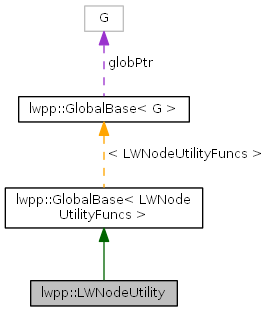 G
globPtr
lwpp::GlobalBase< G >
< LWNodeUtilityFuncs >
lwpp::GlobalBase< LWNode
UtilityFuncs >
lwpp::LWNodeUtility